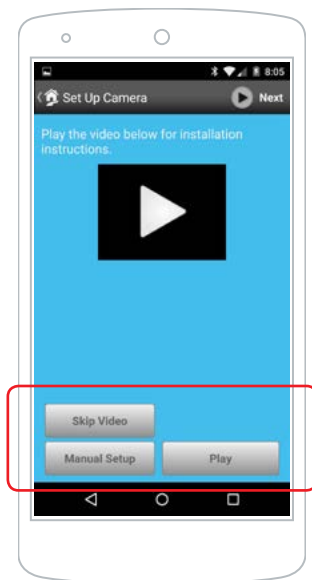 8:05
Set Up Camera Next
Play the video below for installation
instructions.
Skip Video
Manual Setup Play